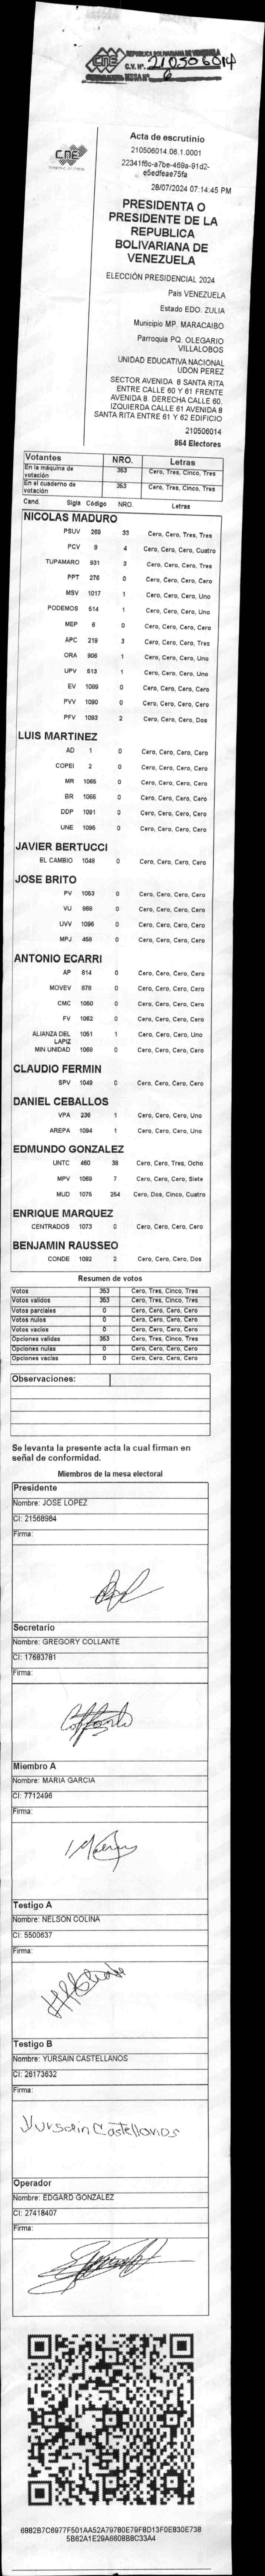 REPUBLICA BOLIVARIANA DE VENEZUELA
C.V. Nº 210506014
MESA Nº 6
CNE
Acta de escrutinio
210506014.06.1.0001
22341f6c-a7be-469a-91d2-
e5edfeae75fa
28/07/2024 07:14:45 PM
PRESIDENTA O
PRESIDENTE DE LA
REPUBLICA
BOLIVARIANA DE
VENEZUELA
ELECCIÓN PRESIDENCIAL 2024
País VENEZUELA
Estado EDO. ZULIA
Municipio MP. MARACAIBO
Parroquia PQ. OLEGARIO
VILLALOBOS
UNIDAD EDUCATIVA NACIONAL
UDON PEREZ
SECTOR AVENIDA 8 SANTA RITA
ENTRE CALLE 60 Y 61 FRENTE
AVENIDA 8. DERECHA CALLE 60.
IZQUIERDA CALLE 61 AVENIDA 8
SANTA RITA ENTRE 61 Y 62 EDIFICIO
210506014
864 Electores
Votantes NRO. Letras
En la máquina de votación 353 Cero, Tres, Cinco, Tres
En el cuaderno de votación 353 Cero, Tres, Cinco, Tres
Cand. Sigla Código NRO. Letras
NICOLAS MADURO
PSUV 269 33 Cero, Cero, Tres, Tres
PCV 9 4 Cero, Cero, Cero, Cuatro
TUPAMARO 931 3 Cero, Cero, Cero, Tres
PPT 276 0 Cero, Cero, Cero, Cero
MSV 1017 1 Cero, Cero, Cero, Uno
PODEMOS 514 1 Cero, Cero, Cero, Uno
MEP 6 0 Cero, Cero, Cero, Cero
APC 219 3 Cero, Cero, Cero, Tres
ORA 906 1 Cero, Cero, Cero, Uno
UPV 513 1 Cero, Cero, Cero, Uno
EV 1089 0 Cero, Cero, Cero, Cero
PVV 1090 0 Cero, Cero, Cero, Cero
PFV 1093 2 Cero, Cero, Cero, Dos
LUIS MARTINEZ
AD 1 0 Cero, Cero, Cero, Cero
COPEI 2 0 Cero, Cero, Cero, Cero
MR 1065 0 Cero, Cero, Cero, Cero
BR 1066 0 Cero, Cero, Cero, Cero
DDP 1091 0 Cero, Cero, Cero, Cero
UNE 1095 0 Cero, Cero, Cero, Cero
JAVIER BERTUCCI
EL CAMBIO 1048 0 Cero, Cero, Cero, Cero
JOSE BRITO
PV 1053 0 Cero, Cero, Cero, Cero
VU 868 0 Cero, Cero, Cero, Cero
UVV 1096 0 Cero, Cero, Cero, Cero
MPJ 458 0 Cero, Cero, Cero, Cero
ANTONIO ECARRI
AP 814 0 Cero, Cero, Cero, Cero
MOVEV 878 0 Cero, Cero, Cero, Cero
CMC 1050 0 Cero, Cero, Cero, Cero
FV 1062 0 Cero, Cero, Cero, Cero
ALIANZA DEL LAPIZ 1051 1 Cero, Cero, Cero, Uno
MIN UNIDAD 1068 0 Cero, Cero, Cero, Cero
CLAUDIO FERMIN
SPV 1049 0 Cero, Cero, Cero, Cero
DANIEL CEBALLOS
VPA 236 1 Cero, Cero, Cero, Uno
AREPA 1094 1 Cero, Cero, Cero, Uno
EDMUNDO GONZALEZ
UNTC 460 38 Cero, Cero, Tres, Ocho
MPV 1069 7 Cero, Cero, Cero, Siete
MUD 1075 254 Cero, Dos, Cinco, Cuatro
ENRIQUE MARQUEZ
CENTRADOS 1073 0 Cero, Cero, Cero, Cero
BENJAMIN RAUSSEO
CONDE 1092 2 Cero, Cero, Cero, Dos
Resumen de votos
Votos 353 Cero, Tres, Cinco, Tres
Votos validos 353 Cero, Tres, Cinco, Tres
Votos parciales 0 Cero, Cero, Cero, Cero
Votos nulos 0 Cero, Cero, Cero, Cero
Votos vacios 0 Cero, Cero, Cero, Cero
Opciones validas 353 Cero, Tres, Cinco, Tres
Opciones nulas 0 Cero, Cero, Cero, Cero
Opciones vacias 0 Cero, Cero, Cero, Cero
Observaciones:
Se levanta la presente acta la cual firman en
señal de conformidad.
Miembros de la mesa electoral
Presidente
Nombre: JOSE LOPEZ
CI: 21568984
Firma:
Secretario
Nombre: GREGORY COLLANTE
CI: 17683781
Firma:
Miembro A
Nombre: MARIA GARCIA
CI: 7712496
Firma:
Testigo A
Nombre: NELSON COLINA
CI: 5500637
Firma:
Testigo B
Nombre: YURSAIN CASTELLANOS
CI: 26173632
Firma:
Yursain Castellanos
Operador
Nombre: EDGARD GONZALEZ
CI: 27418407
Firma:
6882B7C6977F501AA52A79780E79F8D13F0E830E738
5B62A1E29A6608B8C33A4